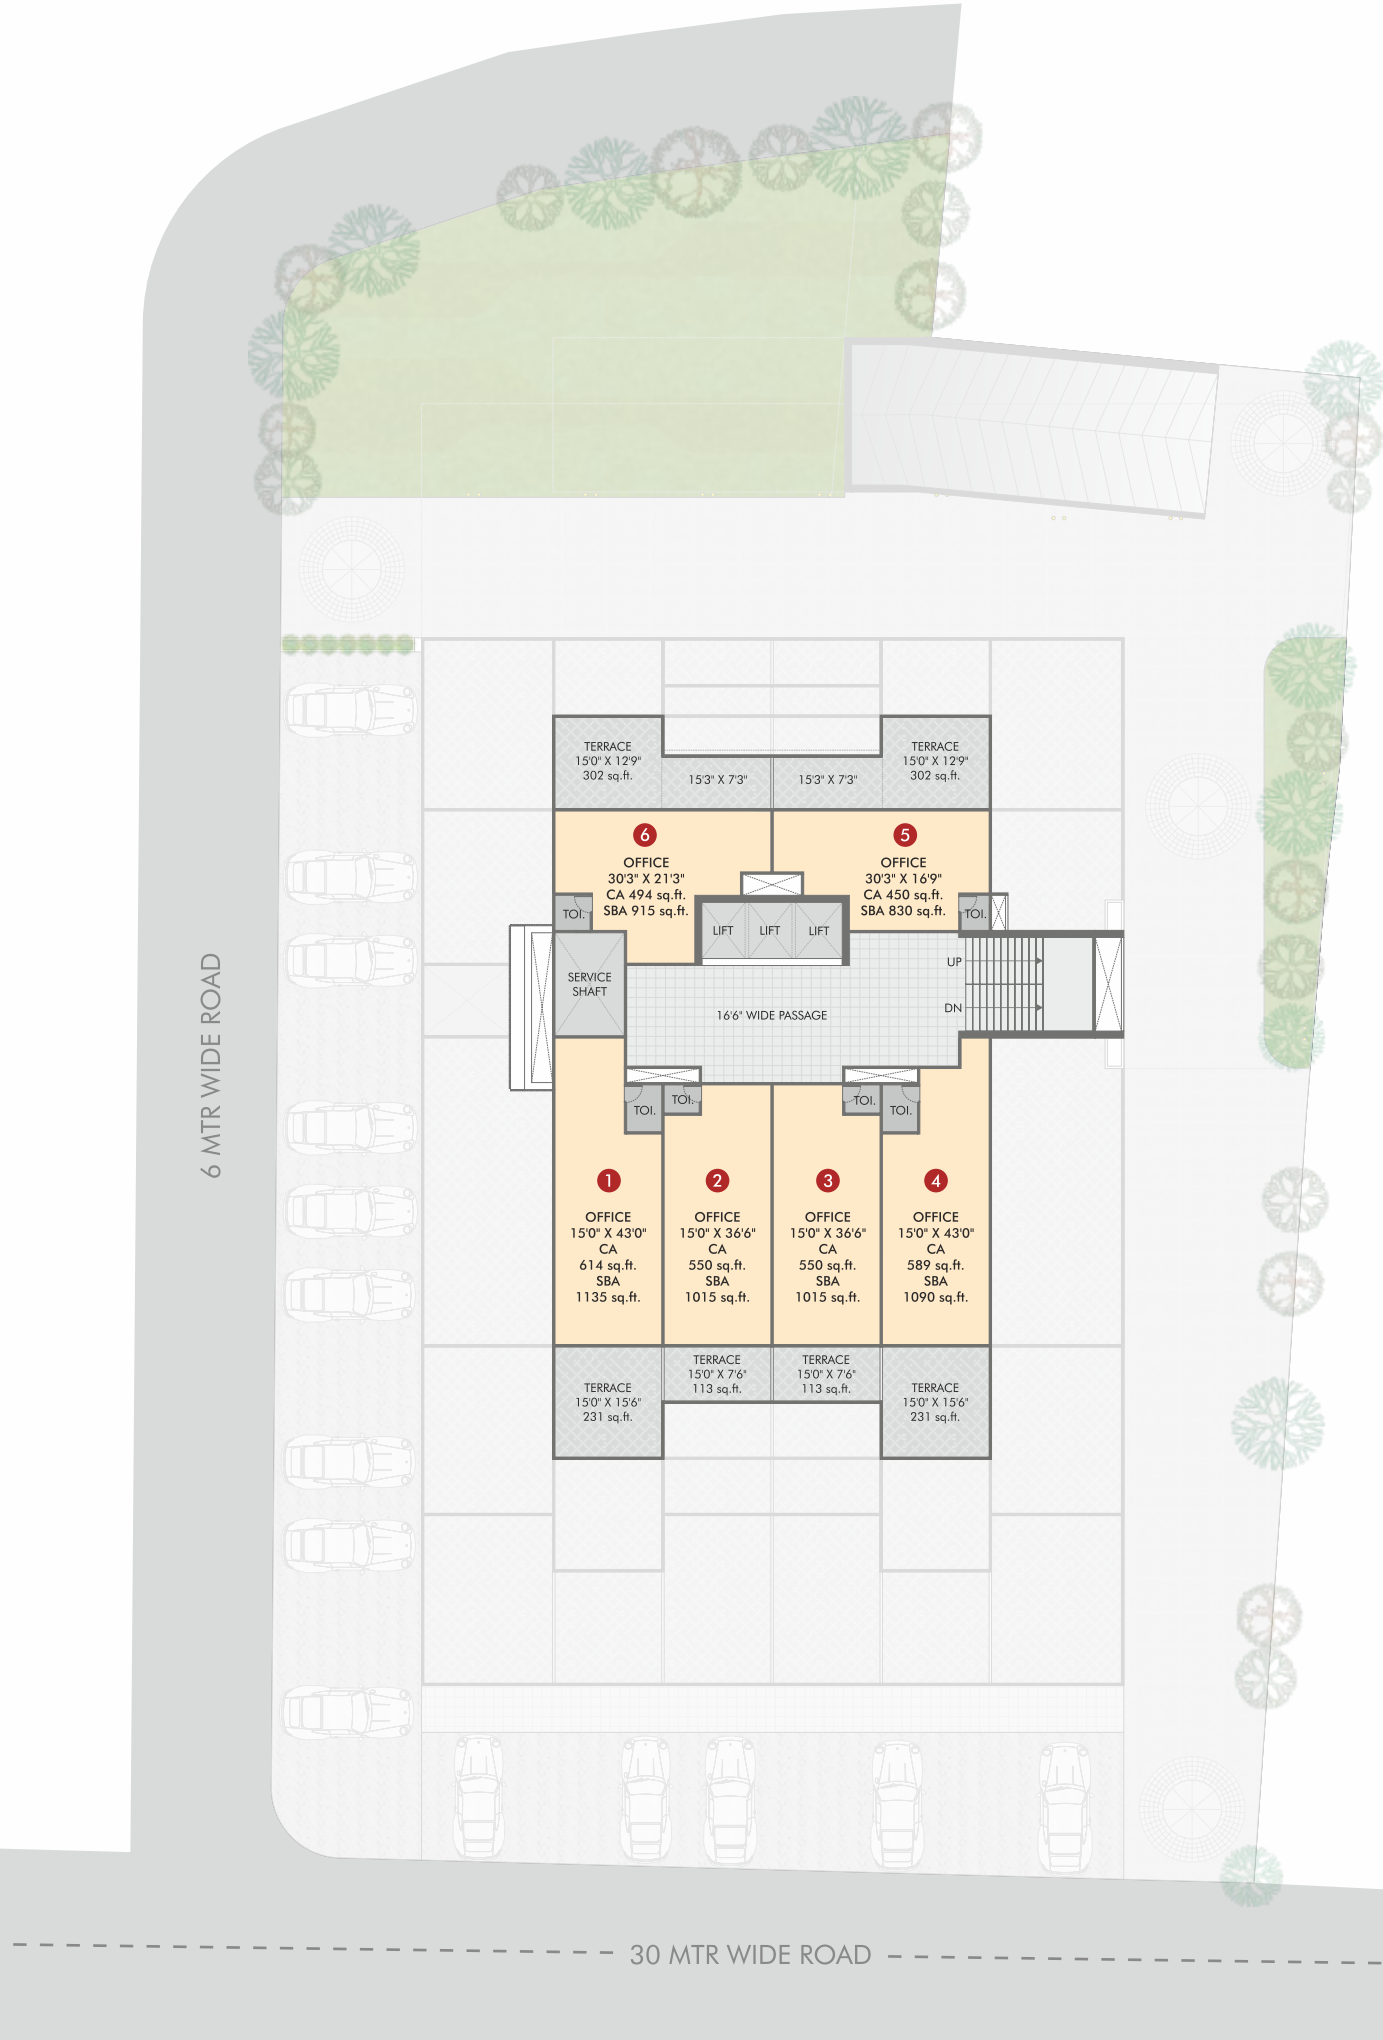 TERRACE
15'0" X 12'9"
302 sq.ft.
15'3" X 7'3"
15'3" X 7'3"
TERRACE
15'0" X 12'9"
302 sq.ft.
6
OFFICE
30'3" X 21'3"
CA 494 sq.ft.
SBA 915 sq.ft.
5
OFFICE
30'3" X 16'9"
CA 450 sq.ft.
SBA 830 sq.ft.
TOI.
LIFT
LIFT
LIFT
TOI.
SERVICE
SHAFT
UP
DN
16'6" WIDE PASSAGE
TOI.
TOI.
TOI.
TOI.
1
OFFICE
15'0" X 43'0"
CA
614 sq.ft.
SBA
1135 sq.ft.
2
OFFICE
15'0" X 36'6"
CA
550 sq.ft.
SBA
1015 sq.ft.
3
OFFICE
15'0" X 36'6"
CA
550 sq.ft.
SBA
1015 sq.ft.
4
OFFICE
15'0" X 43'0"
CA
589 sq.ft.
SBA
1090 sq.ft.
TERRACE
15'0" X 15'6"
231 sq.ft.
TERRACE
15'0" X 7'6"
113 sq.ft.
TERRACE
15'0" X 7'6"
113 sq.ft.
TERRACE
15'0" X 15'6"
231 sq.ft.
6 MTR WIDE ROAD
30 MTR WIDE ROAD